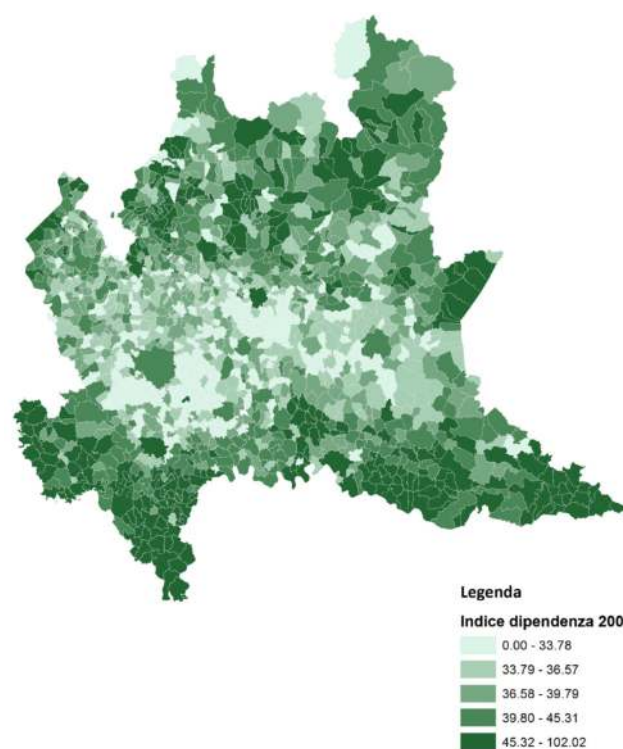 Legenda
Indice dipendenza 200
0.00 - 33.78
33.79 - 36.57
36.58 - 39.79
39.80 - 45.31
45.32 - 102.02